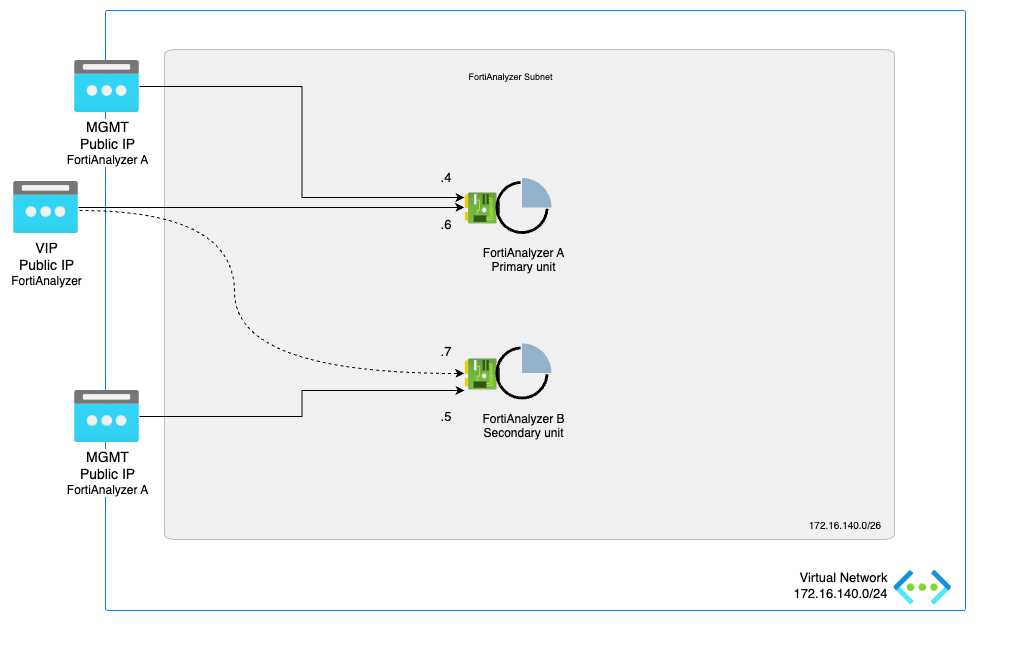 FortiAnalyzer Subnet
MGMT
Public IP
FortiAnalyzer A
.4
.6
VIP
Public IP
FortiAnalyzer
FortiAnalyzer A
Primary unit
.7
.5
FortiAnalyzer B
Secondary unit
MGMT
Public IP
FortiAnalyzer A
172.16.140.0/26
Virtual Network
172.16.140.0/24